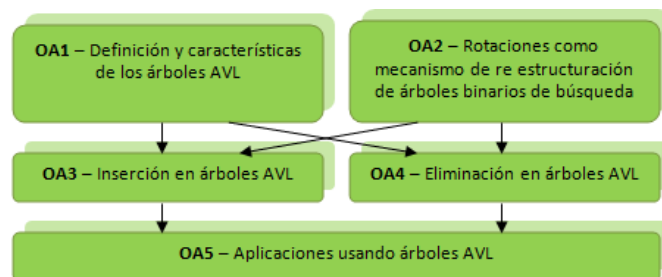 OA1 – Definición y características
de los árboles AVL
OA2 – Rotaciones como
mecanismo de re estructuración
de árboles binarios de búsqueda
OA3 – Inserción en árboles AVL
OA4 – Eliminación en árboles AVL
OA5 – Aplicaciones usando árboles AVL